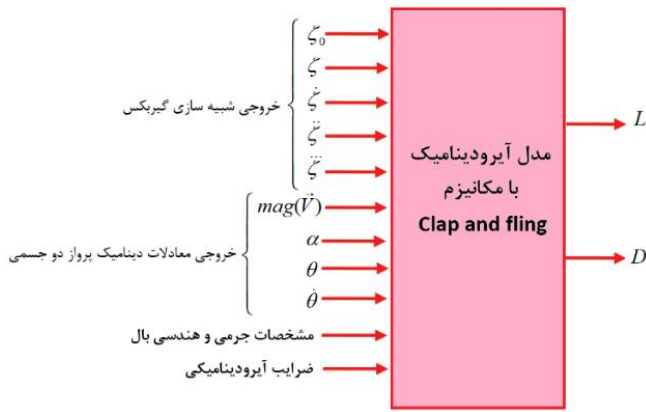 ζ₀
ζ
ζ̇
ζ̈
ζ⃛
خروجی شبیه سازی گیربکس
mag(V⃗)
α
θ
θ̇
خروجی معادلات دینامیک پرواز دو جسمی
مشخصات جرمی و هندسی بال
ضرایب آیرودینامیکی
مدل آیرودینامیک
با مکانیزم
Clap and fling
L
D